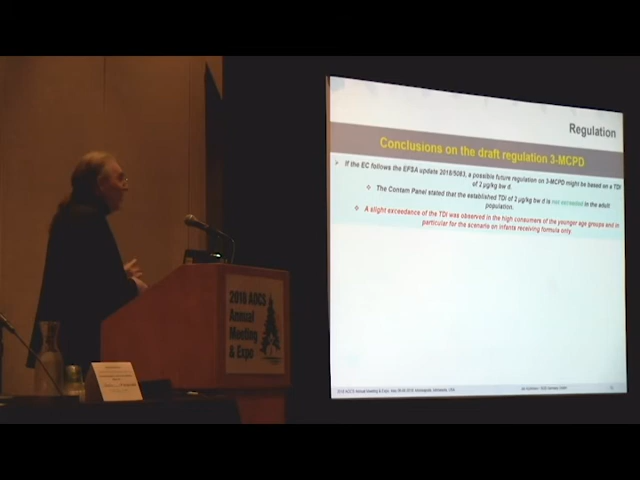 Regulation
Conclusions on the draft regulation 3-MCPD
If the EC follows the EFSA update 2018/5083, a possible future regulation on 3-MCPD might be based on a TDI
of 2 µg/kg bw d.
The Contam Panel stated that the established TDI of 2 µg/kg bw d is not exceeded in the adult
population.
A slight exceedance of the TDI was observed in the high consumers of the younger age groups and in
particular for the scenario on infants receiving formula only.
2018 AOCS
Annual
Meeting
& Expo
2018 AOCS Annual Meeting & Expo